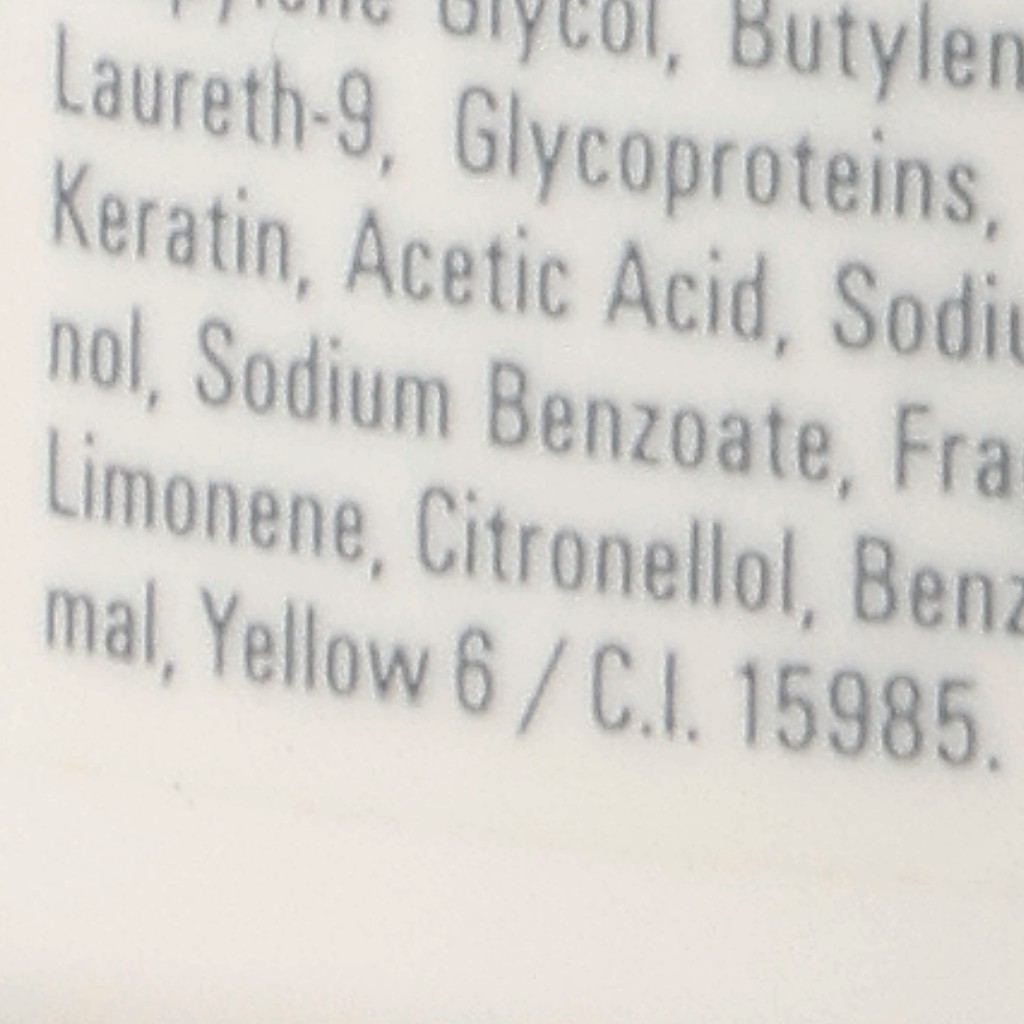 Glycol, Butylen
Laureth-9, Glycoproteins,
Keratin, Acetic Acid, Sodiu
nol, Sodium Benzoate, Fra
Limonene, Citronellol, Benz
mal, Yellow 6 / C.I. 15985.